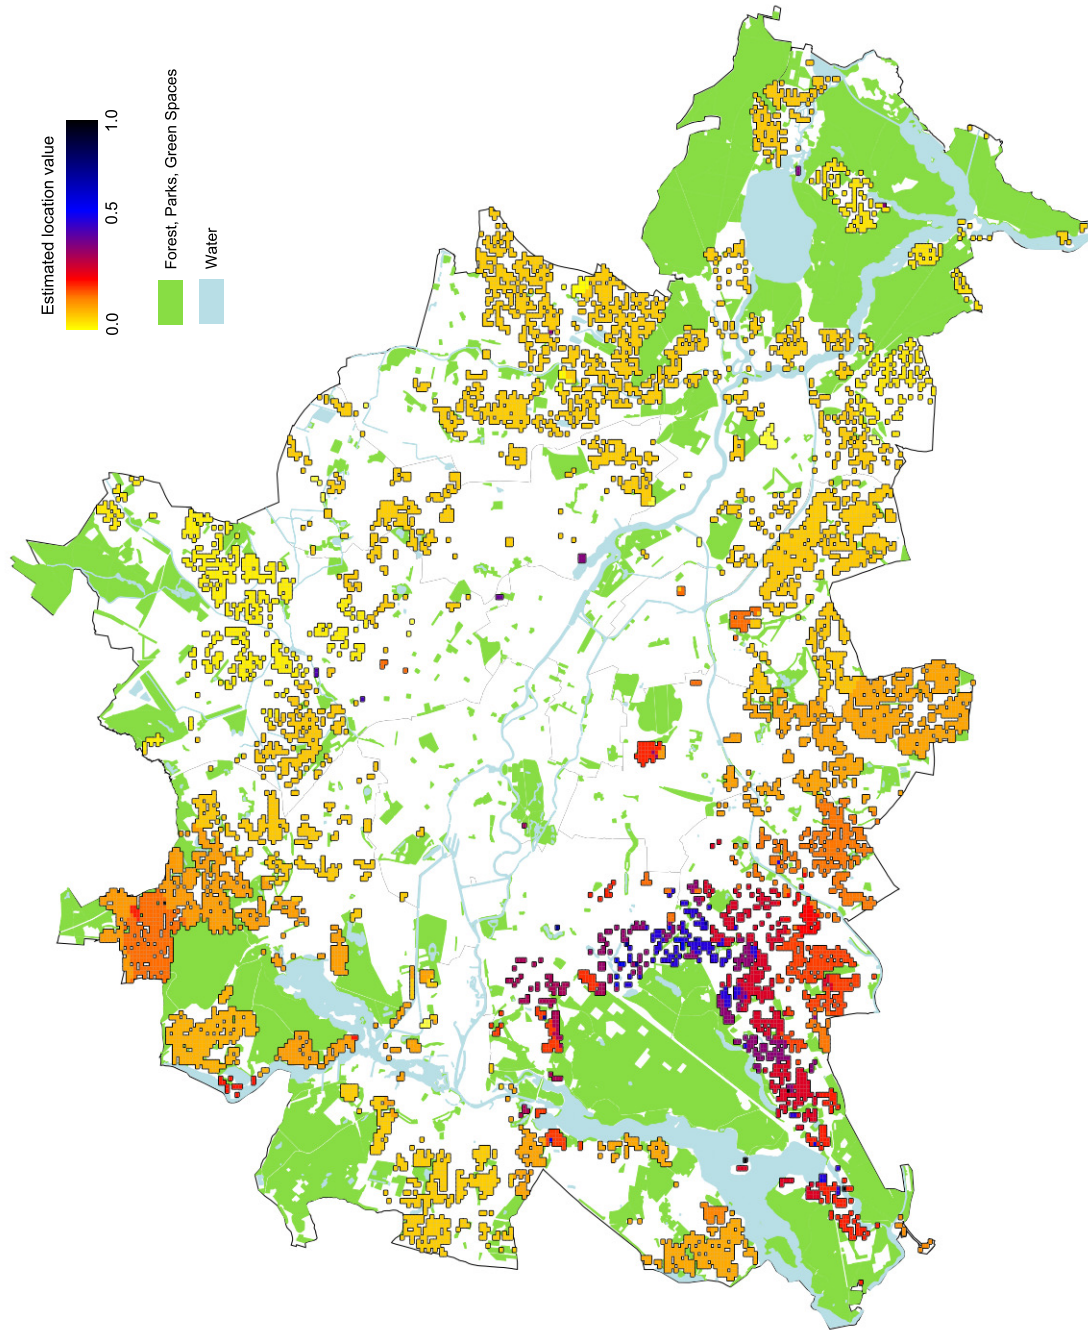 Estimated location value
0.0
0.5
1.0
Forest, Parks, Green Spaces
Water